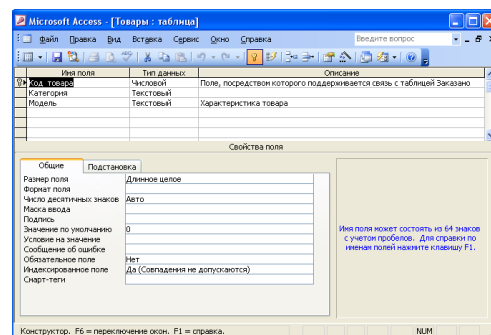 Microsoft Access - [Товары : таблица]
Файл Правка Вид Вставка Сервис Окно Справка Введите вопрос
Имя поля Тип данных Описание
Код товара Числовой Поле, посредством которого поддерживается связь с таблицей Заказано
Категория Текстовый
Модель Текстовый Характеристика товара
Свойства поля
Общие Подстановка
Размер поля Длинное целое
Формат поля
Число десятичных знаков Авто
Маска ввода
Подпись
Значение по умолчанию 0
Условие на значение
Сообщение об ошибке
Обязательное поле Нет
Индексированное поле Да (Совпадения не допускаются)
Смарт-теги
Имя поля может состоять из 64 знаков
с учетом пробелов. Для справки по
именам полей нажмите клавишу F1.
Конструктор. F6 = переключение окон. F1 = справка. NUM